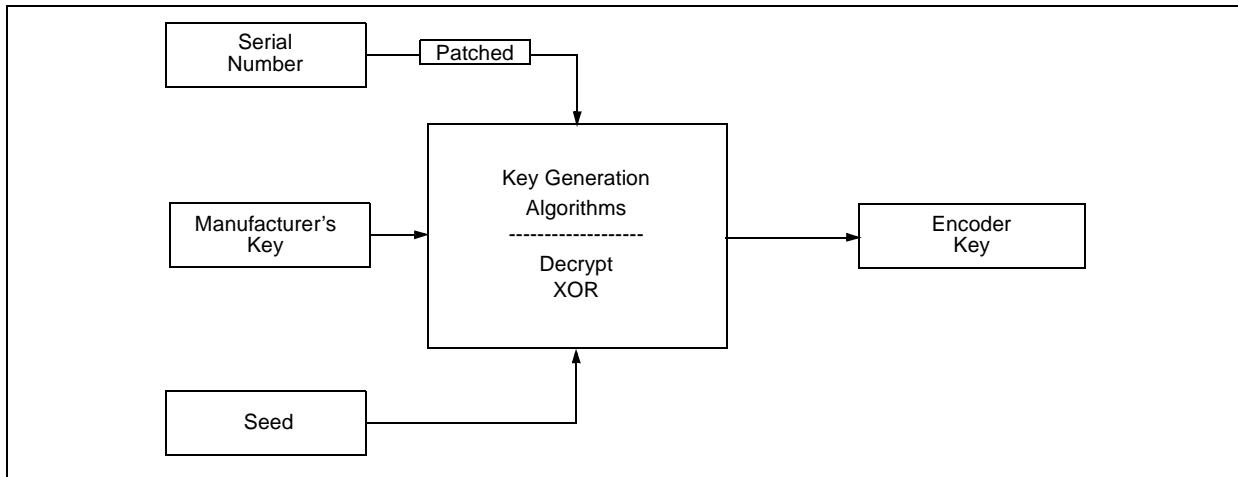 Serial
Number
Patched
Key Generation
Algorithms
-------------------
Decrypt
XOR
Manufacturer’s
Key
Encoder
Key
Seed